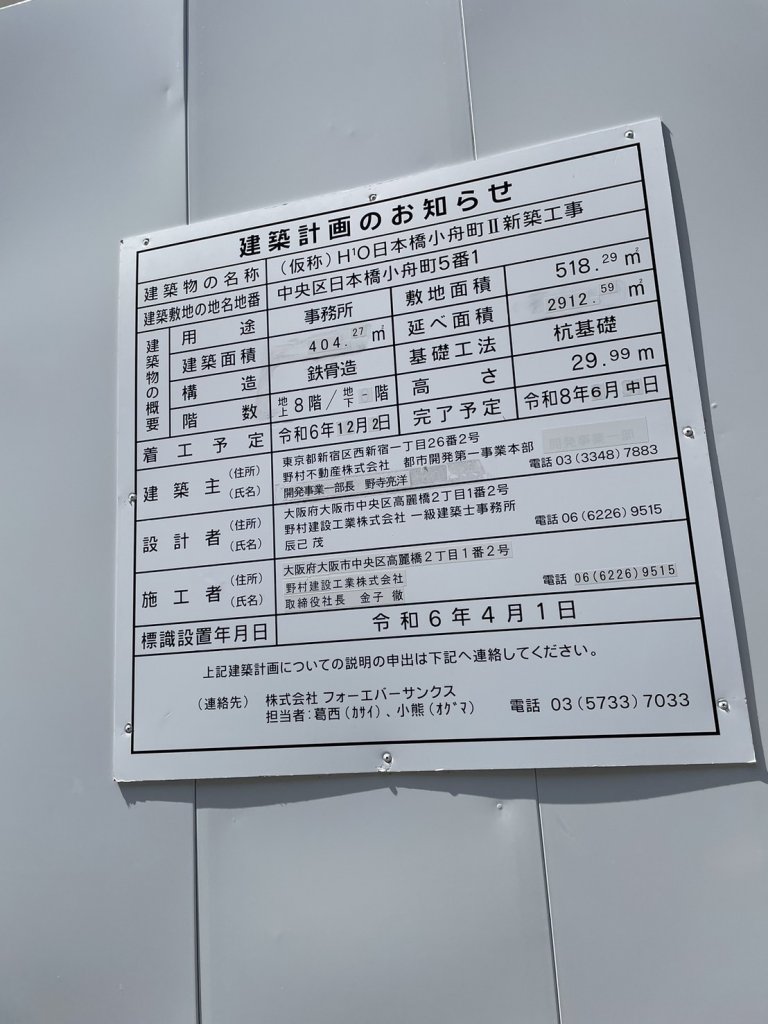 建築計画のお知らせ
建築物の名称 （仮称）H¹O日本橋小舟町Ⅱ新築工事
建築敷地の地名地番 中央区日本橋小舟町5番1
建築物の概要
用途 事務所 敷地面積 518.29㎡
建築面積 404.27㎡ 延べ面積 2912.59㎡
構造 鉄骨造 基礎工法 杭基礎
階数 地上8階/地下-階 高さ 29.99m
着工予定 令和6年12月2日 完了予定 令和8年6月中日
建築主（住所）（氏名）
東京都新宿区西新宿一丁目26番2号
野村不動産株式会社 都市開発第一事業本部 開発事業一部
開発事業一部長 野寺亮洋 電話03(3348)7883
設計者（住所）（氏名）
大阪府大阪市中央区高麗橋2丁目1番2号
野村建設工業株式会社 一級建築士事務所
辰己 茂 電話06(6226)9515
施工者（住所）（氏名）
大阪府大阪市中央区高麗橋2丁目1番2号
野村建設工業株式会社
取締役社長 金子 徹 電話06(6226)9515
標識設置年月日 令和6年4月1日
上記建築計画についての説明の申出は下記へ連絡してください。
（連絡先） 株式会社 フォーエバーサンクス
担当者：葛西（カサイ）、小熊（オグマ） 電話 03(5733)7033